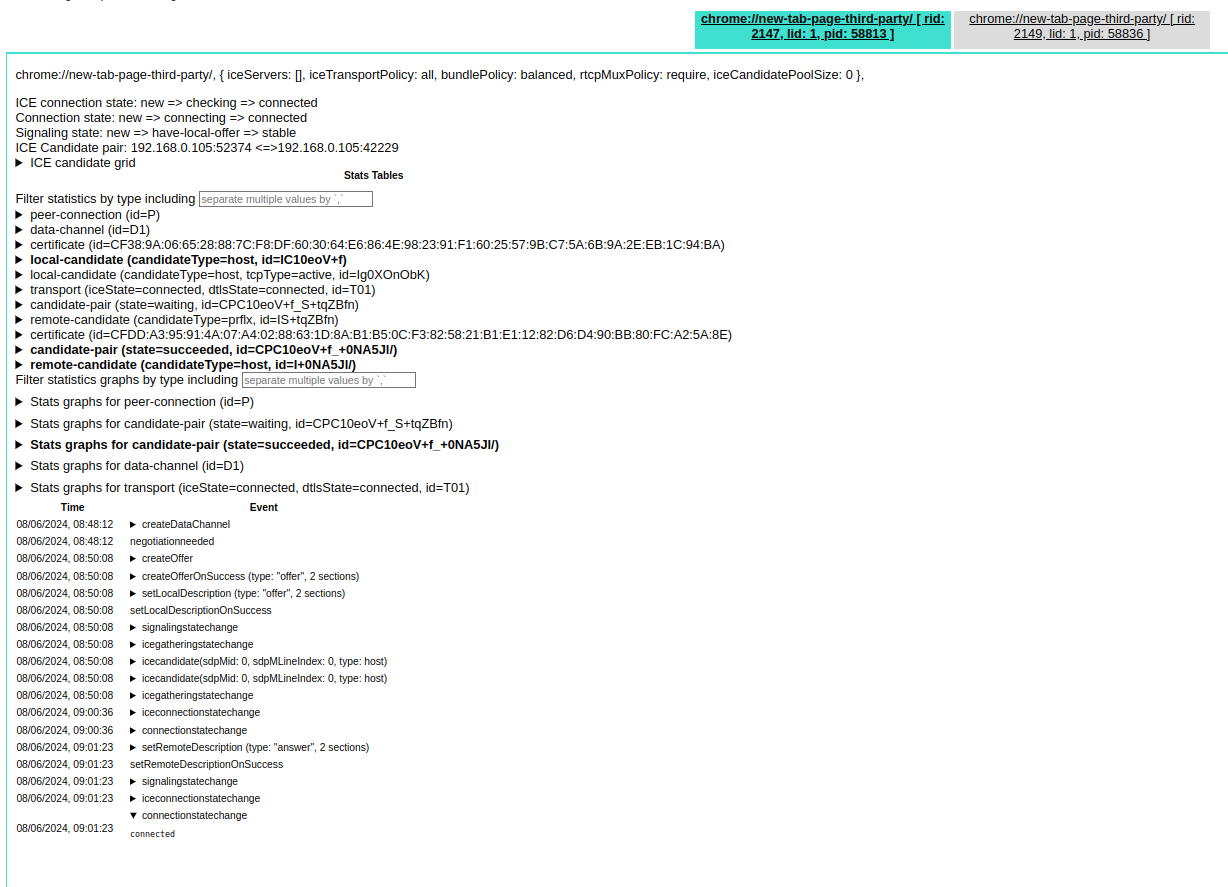 chrome://new-tab-page-third-party/ [ rid: 2147, lid: 1, pid: 58813 ]
chrome://new-tab-page-third-party/ [ rid: 2149, lid: 1, pid: 58836 ]
chrome://new-tab-page-third-party/, { iceServers: [], iceTransportPolicy: all, bundlePolicy: balanced, rtcpMuxPolicy: require, iceCandidatePoolSize: 0 },
ICE connection state: new => checking => connected
Connection state: new => connecting => connected
Signaling state: new => have-local-offer => stable
ICE Candidate pair: 192.168.0.105:52374 <=>192.168.0.105:42229
▶ ICE candidate grid
Stats Tables
Filter statistics by type including separate multiple values by `,`
▶ peer-connection (id=P)
▶ data-channel (id=D1)
▶ certificate (id=CF38:9A:06:65:28:88:7C:F8:DF:60:30:64:E6:86:4E:98:23:91:F1:60:25:57:9B:C7:5A:6B:9A:2E:EB:1C:94:BA)
▶ local-candidate (candidateType=host, id=IC10eoV+f)
▶ local-candidate (candidateType=host, tcpType=active, id=Ig0XOnObK)
▶ transport (iceState=connected, dtlsState=connected, id=T01)
▶ candidate-pair (state=waiting, id=CPC10eoV+f_S+tqZBfn)
▶ remote-candidate (candidateType=prflx, id=IS+tqZBfn)
▶ certificate (id=CFDD:A3:95:91:4A:07:A4:02:88:63:1D:8A:B1:B5:0C:F3:82:58:21:B1:E1:12:82:D6:D4:90:BB:80:FC:A2:5A:8E)
▶ candidate-pair (state=succeeded, id=CPC10eoV+f_+0NA5JI/)
▶ remote-candidate (candidateType=host, id=I+0NA5JI/)
Filter statistics graphs by type including separate multiple values by `,`
▶ Stats graphs for peer-connection (id=P)
▶ Stats graphs for candidate-pair (state=waiting, id=CPC10eoV+f_S+tqZBfn)
▶ Stats graphs for candidate-pair (state=succeeded, id=CPC10eoV+f_+0NA5JI/)
▶ Stats graphs for data-channel (id=D1)
▶ Stats graphs for transport (iceState=connected, dtlsState=connected, id=T01)
Time Event
08/06/2024, 08:48:12 ▶ createDataChannel
08/06/2024, 08:48:12 negotiationneeded
08/06/2024, 08:50:08 ▶ createOffer
08/06/2024, 08:50:08 ▶ createOfferOnSuccess (type: "offer", 2 sections)
08/06/2024, 08:50:08 ▶ setLocalDescription (type: "offer", 2 sections)
08/06/2024, 08:50:08 setLocalDescriptionOnSuccess
08/06/2024, 08:50:08 ▶ signalingstatechange
08/06/2024, 08:50:08 ▶ icegatheringstatechange
08/06/2024, 08:50:08 ▶ icecandidate(sdpMid: 0, sdpMLineIndex: 0, type: host)
08/06/2024, 08:50:08 ▶ icecandidate(sdpMid: 0, sdpMLineIndex: 0, type: host)
08/06/2024, 08:50:08 ▶ icegatheringstatechange
08/06/2024, 09:00:36 ▶ iceconnectionstatechange
08/06/2024, 09:00:36 ▶ connectionstatechange
08/06/2024, 09:01:23 ▶ setRemoteDescription (type: "answer", 2 sections)
08/06/2024, 09:01:23 setRemoteDescriptionOnSuccess
08/06/2024, 09:01:23 ▶ signalingstatechange
08/06/2024, 09:01:23 ▶ iceconnectionstatechange
08/06/2024, 09:01:23 ▼ connectionstatechange
connected